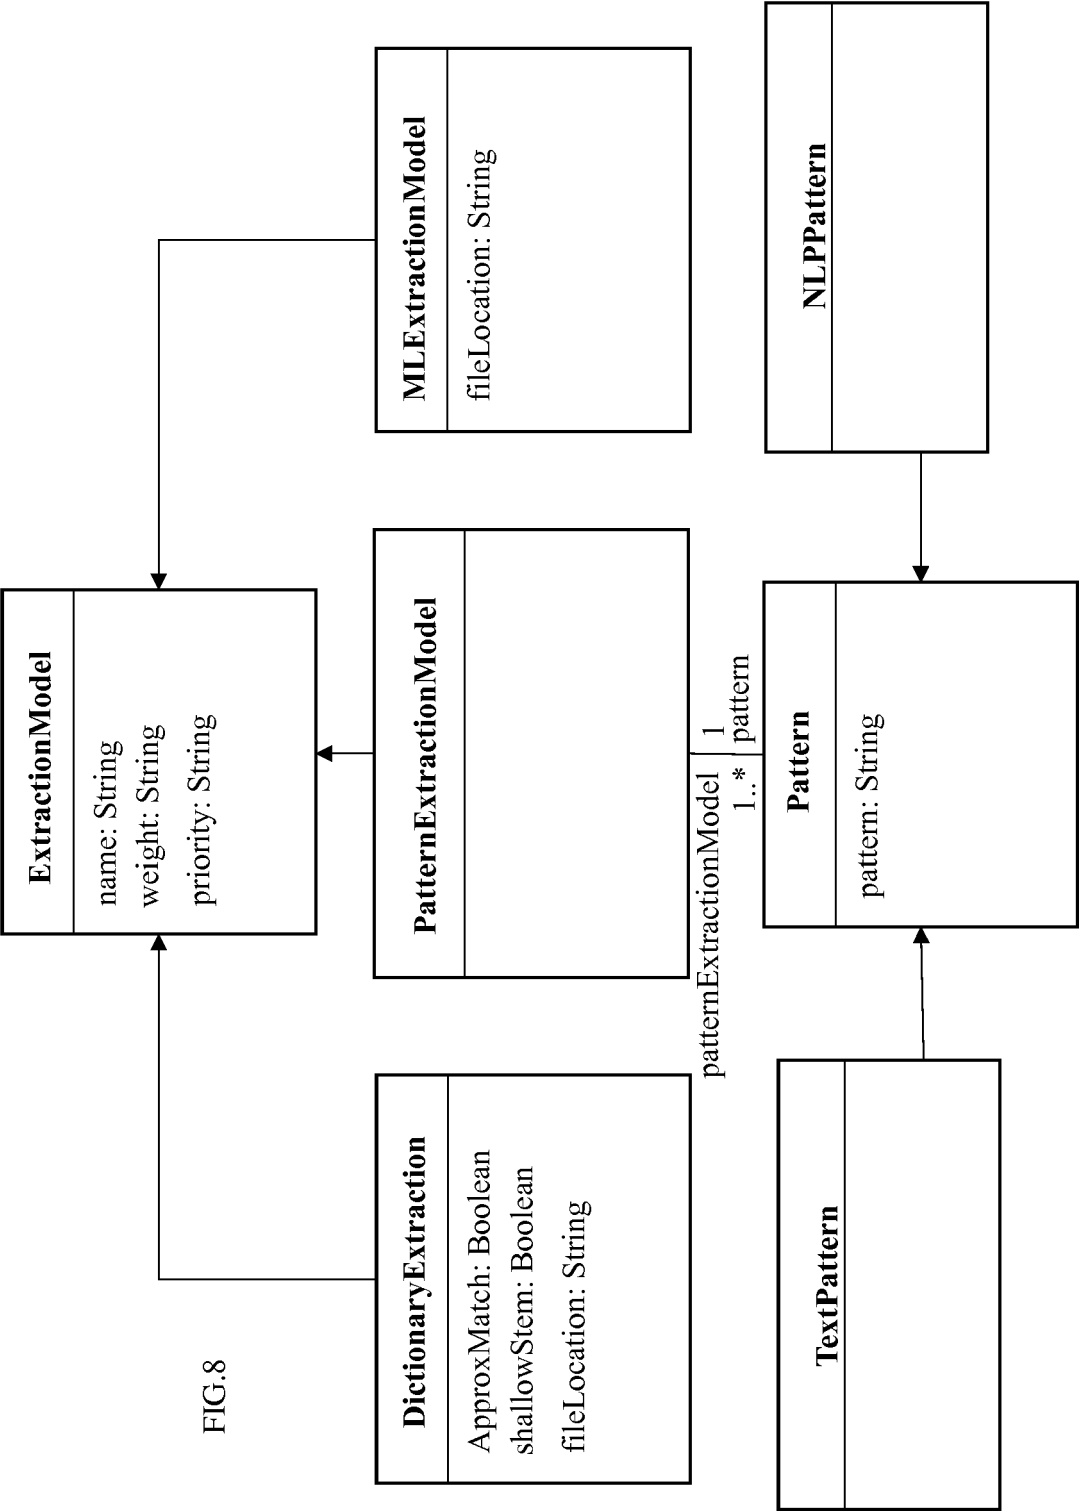 FIG.8
ExtractionModel
name: String
weight: String
priority: String
DictionaryExtraction
ApproxMatch: Boolean
shallowStem: Boolean
fileLocation: String
PatternExtractionModel
MLExtractionModel
fileLocation: String
patternExtractionModel
1
1..*
pattern
TextPattern
Pattern
pattern: String
NLPPattern